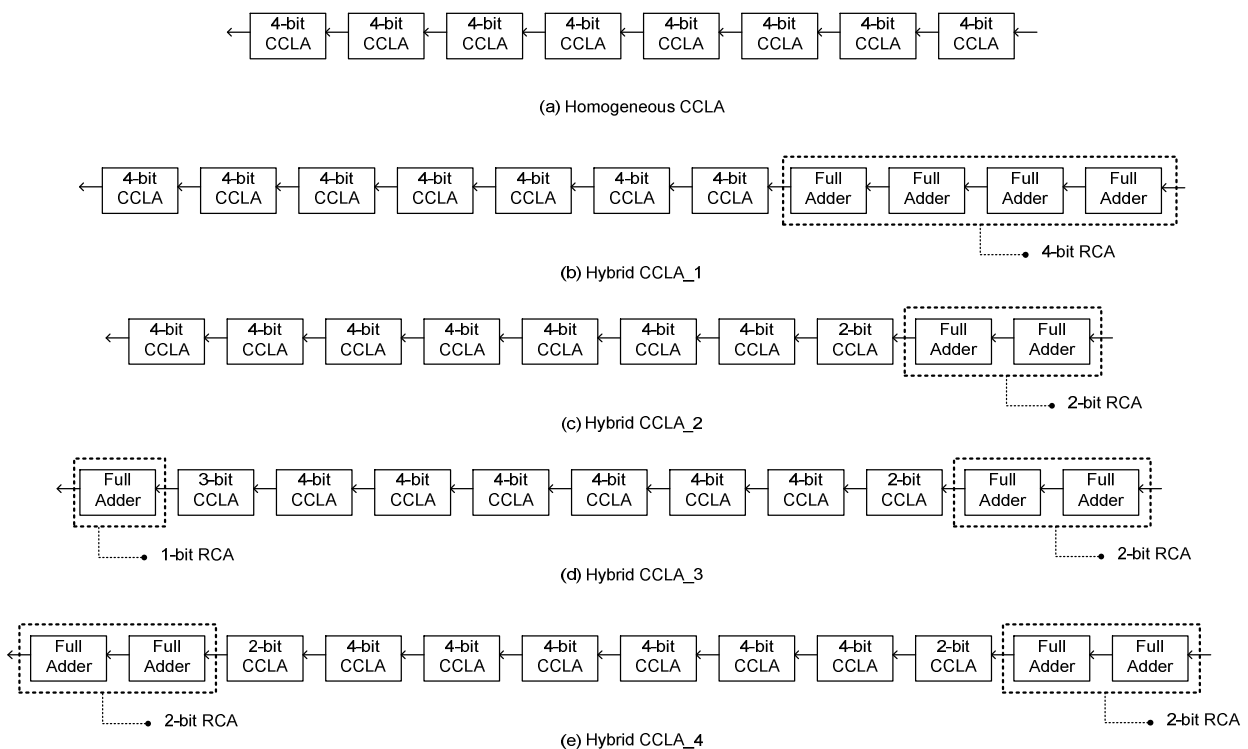 4-bit CCLA 4-bit CCLA 4-bit CCLA 4-bit CCLA 4-bit CCLA 4-bit CCLA 4-bit CCLA 4-bit CCLA
(a) Homogeneous CCLA
4-bit CCLA 4-bit CCLA 4-bit CCLA 4-bit CCLA 4-bit CCLA 4-bit CCLA 4-bit CCLA Full Adder Full Adder Full Adder Full Adder
4-bit RCA
(b) Hybrid CCLA_1
4-bit CCLA 4-bit CCLA 4-bit CCLA 4-bit CCLA 4-bit CCLA 4-bit CCLA 4-bit CCLA 2-bit CCLA Full Adder Full Adder
2-bit RCA
(c) Hybrid CCLA_2
Full Adder 3-bit CCLA 4-bit CCLA 4-bit CCLA 4-bit CCLA 4-bit CCLA 4-bit CCLA 4-bit CCLA 2-bit CCLA Full Adder Full Adder
1-bit RCA 2-bit RCA
(d) Hybrid CCLA_3
Full Adder Full Adder 2-bit CCLA 4-bit CCLA 4-bit CCLA 4-bit CCLA 4-bit CCLA 4-bit CCLA 4-bit CCLA 2-bit CCLA Full Adder Full Adder
2-bit RCA 2-bit RCA
(e) Hybrid CCLA_4